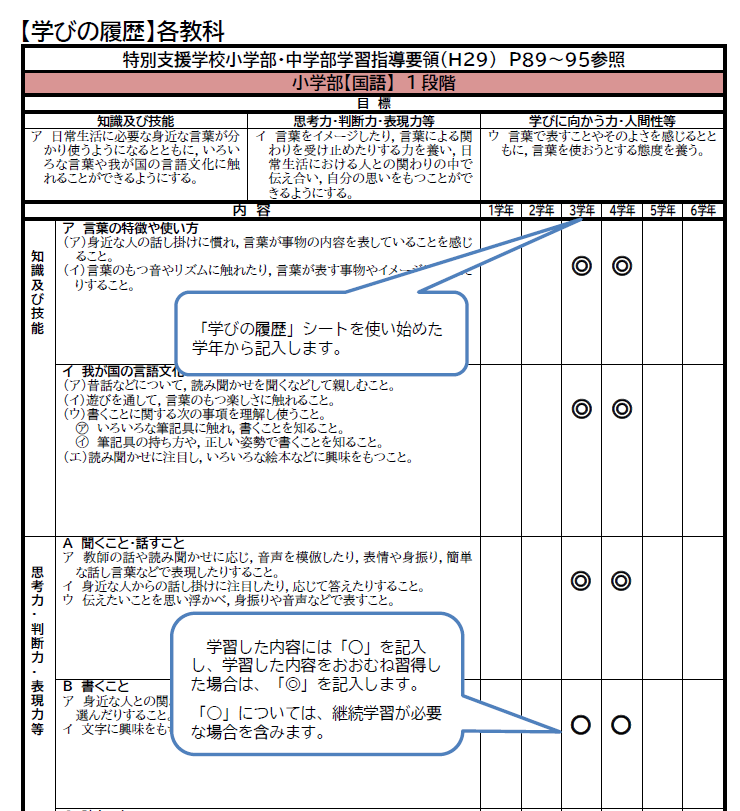 【学びの履歴】各教科
特別支援学校小学部・中学部学習指導要領(H29) P89～95参照
小学部【国語】 1段階
目 標
知識及び技能 思考力・判断力・表現力等 学びに向かう力・人間性等
ア 日常生活に必要な身近な言葉が分
かり使うようになるとともに，いろい
ろな言葉や我が国の言語文化に触
れることができるようにする。
イ 言葉をイメージしたり，言葉による関
わりを受け止めたりする力を養い，日
常生活における人との関わりの中で
伝え合い，自分の思いをもつことがで
きるようにする。
ウ 言葉で表すことやそのよさを感じるとと
もに，言葉を使おうとする態度を養う。
内 容 1学年 2学年 3学年 4学年 5学年 6学年
知識及び技能
ア 言葉の特徴や使い方
(ア)身近な人の話し掛けに慣れ，言葉が事物の内容を表していることを感じ
ること。
(イ)言葉のもつ音やリズムに触れたり，言葉が表す事物やイメージ
りすること。
◎ ◎
「学びの履歴」シートを使い始めた
学年から記入します。
イ 我が国の言語文化
(ア)昔話などについて，読み聞かせを聞くなどして親しむこと。
(イ)遊びを通して，言葉のもつ楽しさに触れること。
(ウ)書くことに関する次の事項を理解し使うこと。
㋐ いろいろな筆記具に触れ，書くことを知ること。
㋑ 筆記具の持ち方や，正しい姿勢で書くことを知ること。
(エ)読み聞かせに注目し，いろいろな絵本などに興味をもつこと。
◎ ◎
思考力・判断力・表現力等
A 聞くこと・話すこと
ア 教師の話や読み聞かせに応じ，音声を模倣したり，表情や身振り，簡単
な話し言葉などで表現したりすること。
イ 身近な人からの話し掛けに注目したり，応じて答えたりすること。
ウ 伝えたいことを思い浮かべ，身振りや音声などで表すこと。
◎ ◎
学習した内容には「〇」を記入
し、学習した内容をおおむね習得し
た場合は、「◎」を記入します。
「〇」については、継続学習が必要
な場合を含みます。
B 書くこと
ア 身近な人との関
選んだりすること。
イ 文字に興味をも
〇 〇